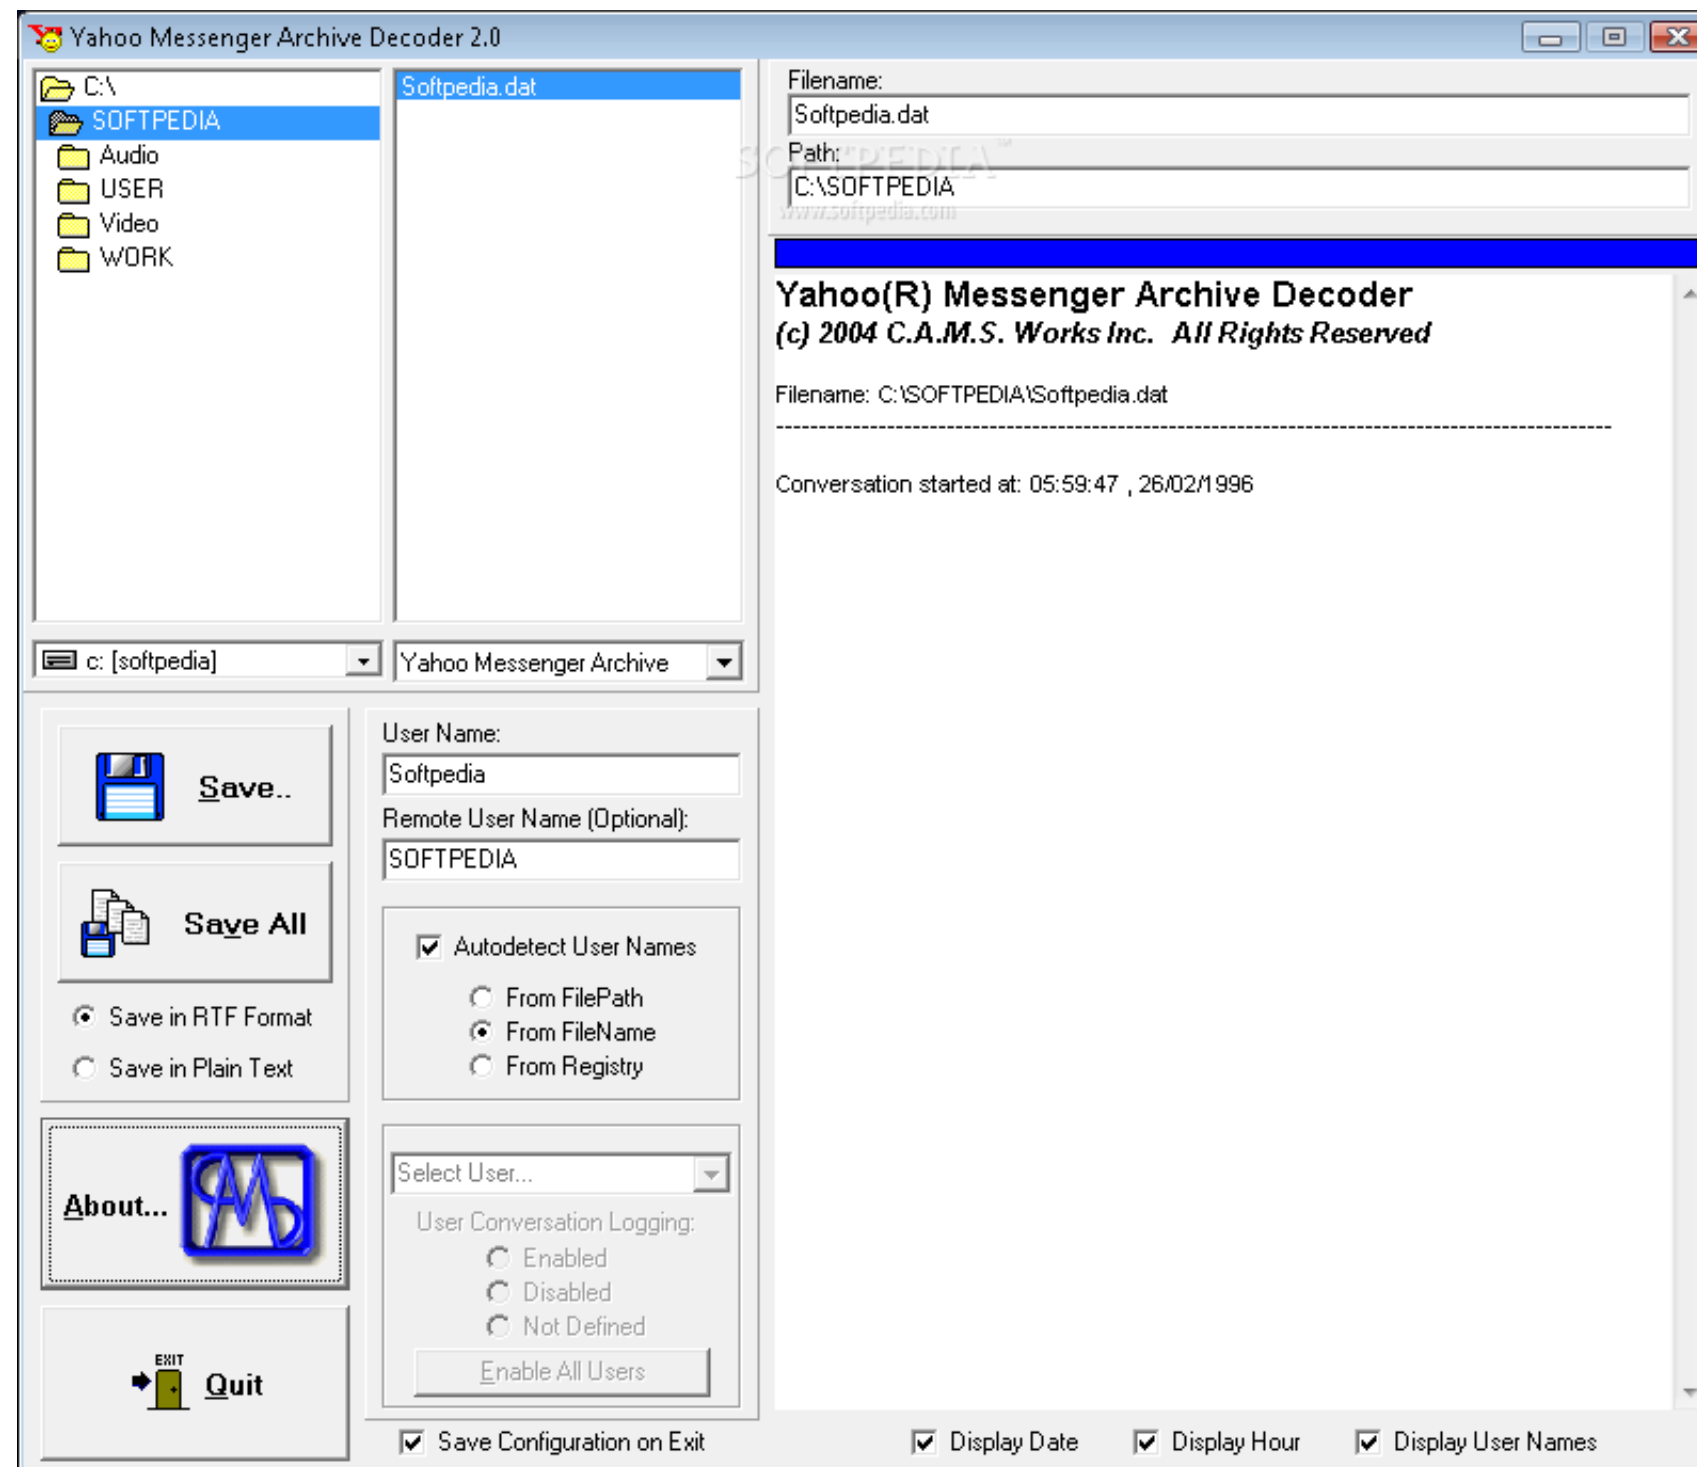 Yahoo Messenger Archive Decoder 2.0
C:\
SOFTPEDIA
Audio
USER
Video
WORK
Softpedia.dat
c: [softpedia]
Yahoo Messenger Archive
Filename:
Softpedia.dat
Path:
C:\SOFTPEDIA
SOFTPEDIA™
www.softpedia.com
Yahoo(R) Messenger Archive Decoder
(c) 2004 C.A.M.S. Works Inc. All Rights Reserved
Filename: C:\SOFTPEDIA\Softpedia.dat
--------------------------------------------------------------------------------------------------
Conversation started at: 05:59:47 , 26/02/1996
Save..
Save All
Save in RTF Format
Save in Plain Text
About...
EXIT
Quit
User Name:
Softpedia
Remote User Name (Optional):
SOFTPEDIA
Autodetect User Names
From FilePath
From FileName
From Registry
Select User...
User Conversation Logging:
Enabled
Disabled
Not Defined
Enable All Users
Save Configuration on Exit
Display Date
Display Hour
Display User Names